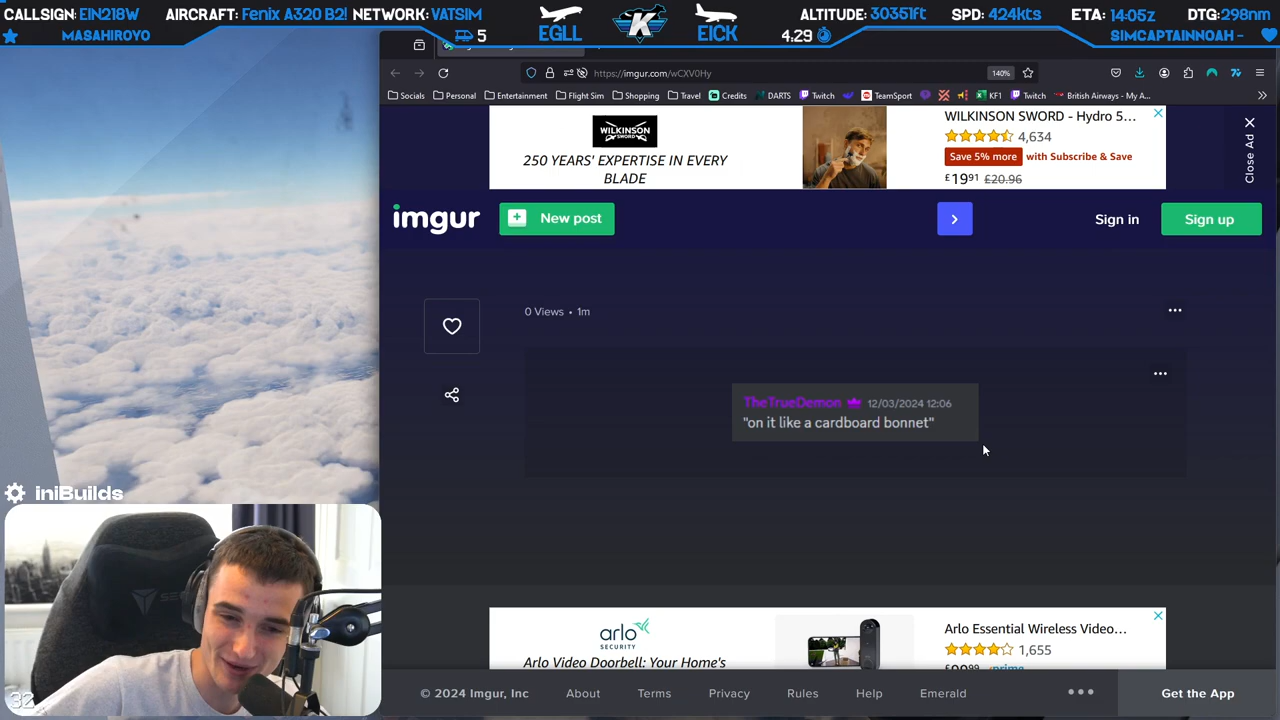 CALLSIGN: EIN218W AIRCRAFT: Fenix A320 B2! NETWORK: VATSIM
ALTITUDE: 30351ft SPD: 424kts ETA: 14:05z DTG: 298nm
MASAHIROYO 5 EGLL K EICK 4.29 SIMCAPTAINNOAH -
https://imgur.com/wCXV0Hy 140%
Socials Personal Entertainment Flight Sim Shopping Travel Credits DARTS Twitch TeamSport KF1 Twitch British Airways - My A...
WILKINSON SWORD
250 YEARS' EXPERTISE IN EVERY
BLADE
WILKINSON SWORD - Hydro 5...
4,634
Save 5% more with Subscribe & Save
£19.91 £20.96
Close Ad
imgur New post Sign in Sign up
0 Views • 1m
TheTrueDemon 12/03/2024 12:06
"on it like a cardboard bonnet"
iniBuilds
arlo
SECURITY
Arlo Video Doorbell: Your Home's
Arlo Essential Wireless Video...
1,655
prime
© 2024 Imgur, Inc About Terms Privacy Rules Help Emerald ••• Get the App
32